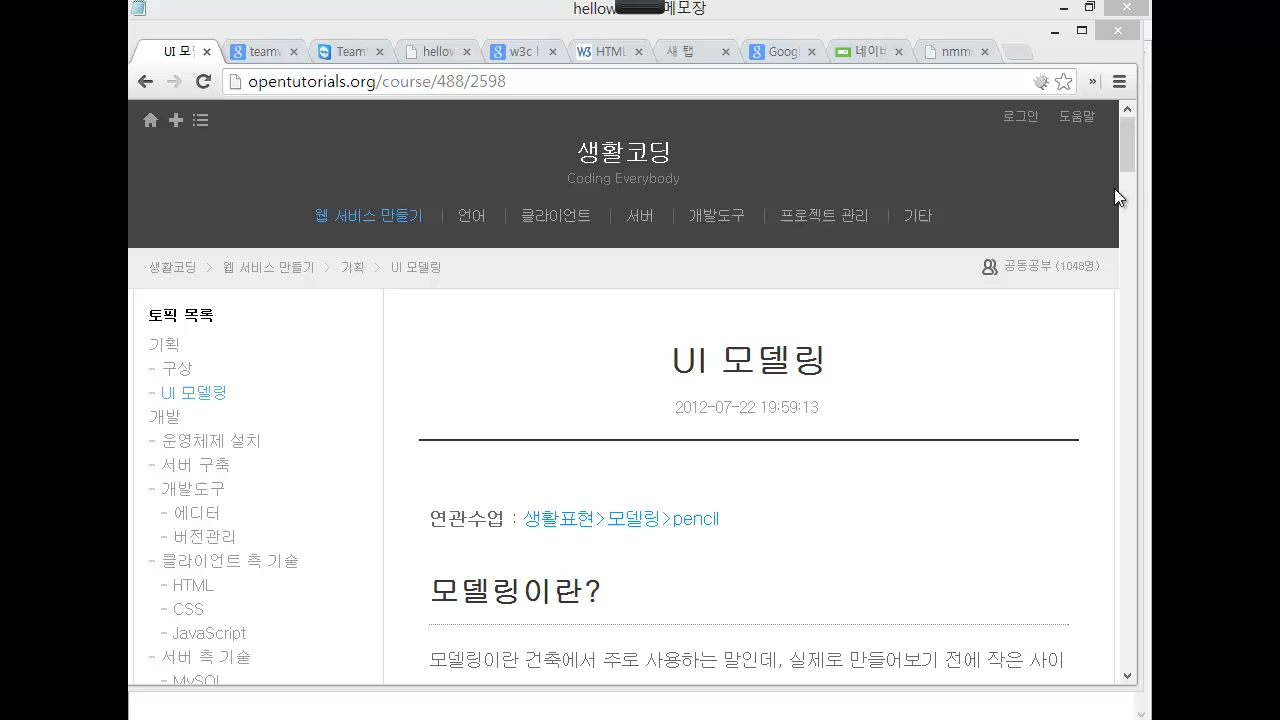 hellow 메모장
UI 모 teamv Team hellow w3c l HTML 새 탭 Googl 네이버 nmm
opentutorials.org/course/488/2598
로그인 도움말
생활코딩
Coding Everybody
웹 서비스 만들기 언어 클라이언트 서버 개발도구 프로젝트 관리 기타
생활코딩 > 웹 서비스 만들기 > 기획 > UI 모델링 공동공부 (1048명)
토픽 목록
기획
- 구상
- UI 모델링
개발
- 운영체제 설치
- 서버 구축
- 개발도구
- 에디터
- 버전관리
- 클라이언트 측 기술
- HTML
- CSS
- JavaScript
- 서버 측 기술
- MySQL
UI 모델링
2012-07-22 19:59:13
연관수업 : 생활표현>모델링>pencil
모델링이란?
모델링이란 건축에서 주로 사용하는 말인데, 실제로 만들어보기 전에 작은 사이